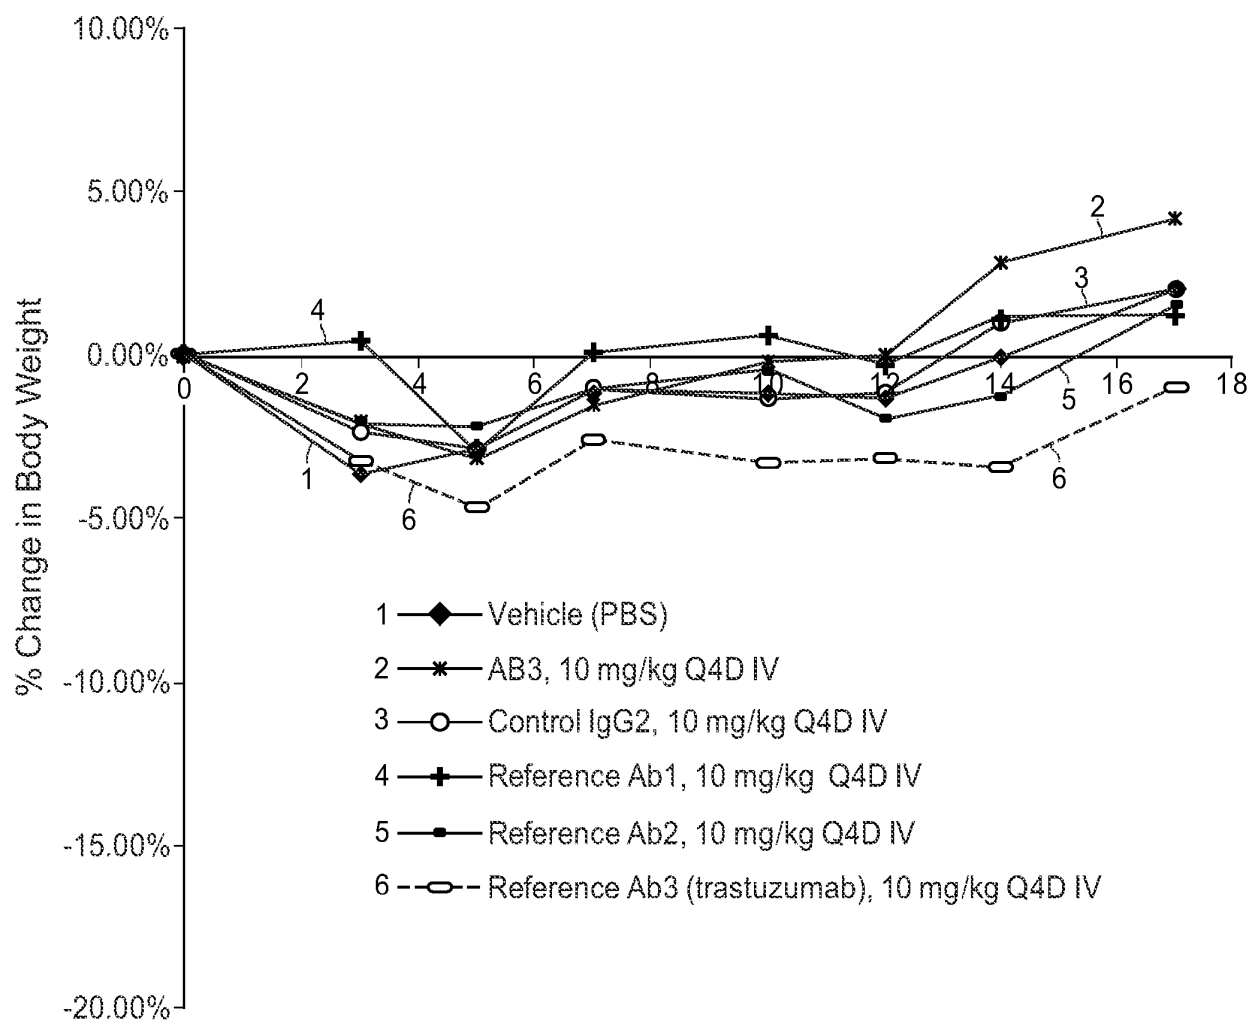 10.00%
5.00%
0.00%
-5.00%
-10.00%
-15.00%
-20.00%
% Change in Body Weight
0 2 4 6 8 10 12 14 16 18
4
2
3
1
6
5
6
1 Vehicle (PBS)
2 AB3, 10 mg/kg Q4D IV
3 Control IgG2, 10 mg/kg Q4D IV
4 Reference Ab1, 10 mg/kg Q4D IV
5 Reference Ab2, 10 mg/kg Q4D IV
6 Reference Ab3 (trastuzumab), 10 mg/kg Q4D IV